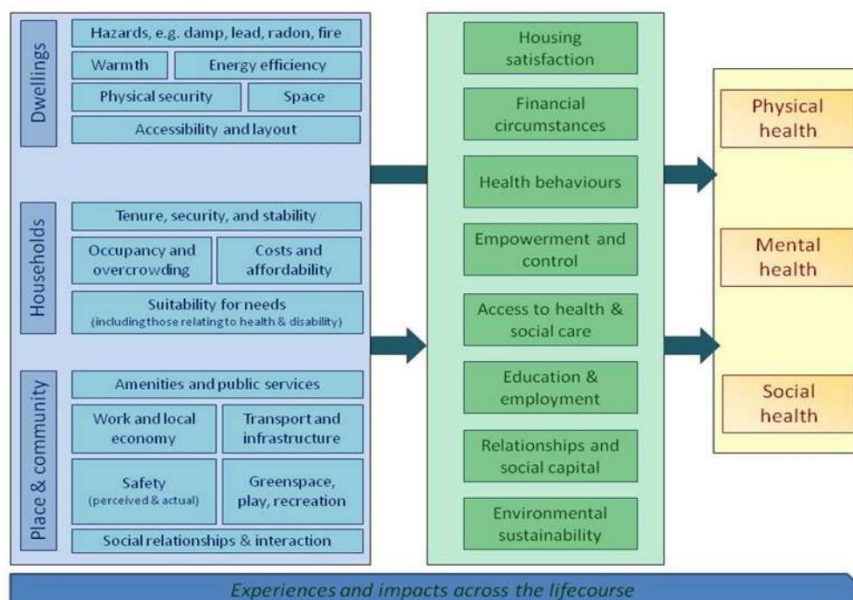 Dwellings
Hazards, e.g. damp, lead, radon, fire
Warmth
Energy efficiency
Physical security
Space
Accessibility and layout
Households
Tenure, security, and stability
Occupancy and
overcrowding
Costs and
affordability
Suitability for needs
(including those relating to health & disability)
Place & community
Amenities and public services
Work and local
economy
Transport and
infrastructure
Safety
(perceived & actual)
Greenspace,
play, recreation
Social relationships & interaction
Housing
satisfaction
Financial
circumstances
Health behaviours
Empowerment and
control
Access to health &
social care
Education &
employment
Relationships and
social capital
Environmental
sustainability
Physical
health
Mental
health
Social
health
Experiences and impacts across the lifecourse